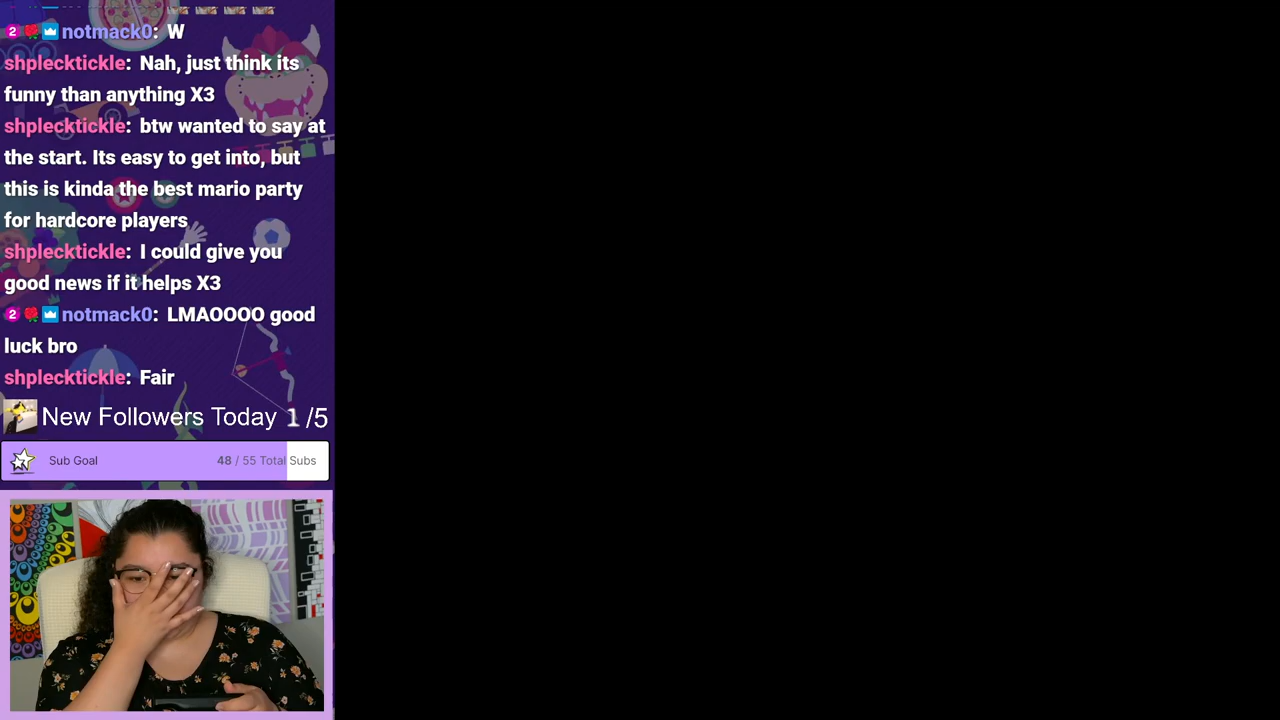 2 notmack0: W
shplecktickle: Nah, just think its
funny than anything X3
shplecktickle: btw wanted to say at
the start. Its easy to get into, but
this is kinda the best mario party
for hardcore players
shplecktickle: I could give you
good news if it helps X3
2 notmack0: LMAOOOO good
luck bro
shplecktickle: Fair
New Followers Today 1 /5
Sub Goal 48 / 55 Total Subs